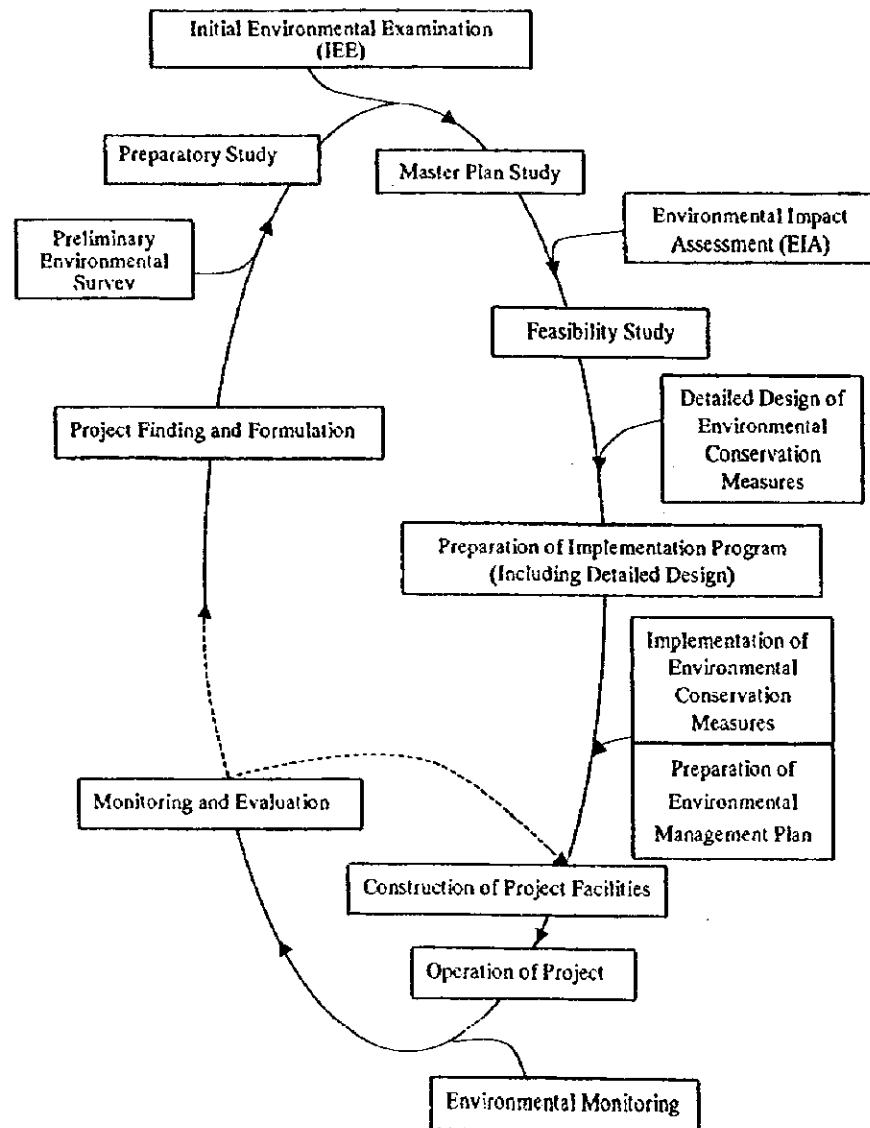 Initial Environmental Examination
(IEE)
Preparatory Study
Master Plan Study
Preliminary
Environmental
Survey
Environmental Impact
Assessment (EIA)
Feasibility Study
Project Finding and Formulation
Detailed Design of
Environmental
Conservation
Measures
Preparation of Implementation Program
(Including Detailed Design)
Implementation of
Environmental
Conservation
Measures
Preparation of
Environmental
Management Plan
Monitoring and Evaluation
Construction of Project Facilities
Operation of Project
Environmental Monitoring